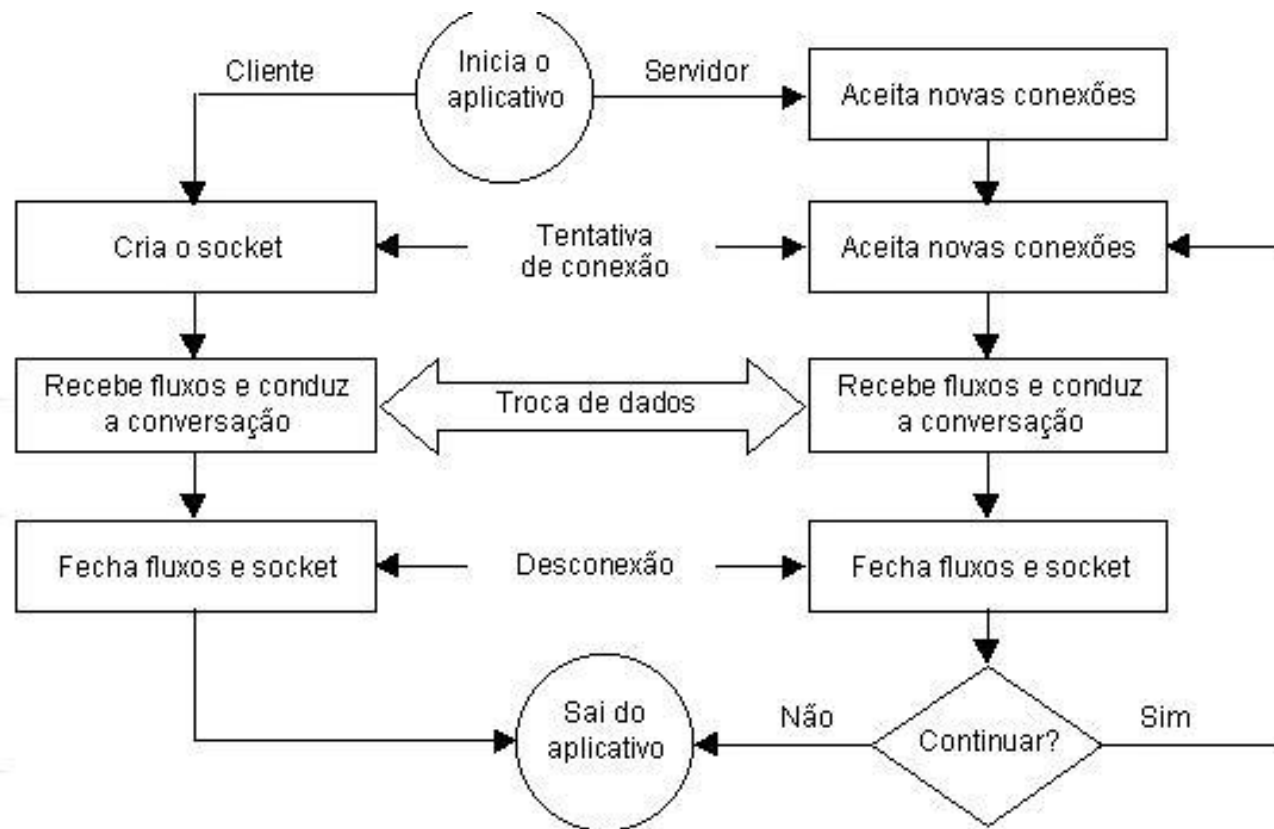 Cliente
Inicia o
aplicativo
Servidor
Aceita novas conexões
Cria o socket
Tentativa
de conexão
Aceita novas conexões
Recebe fluxos e conduz
a conversação
Troca de dados
Recebe fluxos e conduz
a conversação
Fecha fluxos e socket
Desconexão
Fecha fluxos e socket
Sai do
aplicativo
Não
Continuar?
Sim